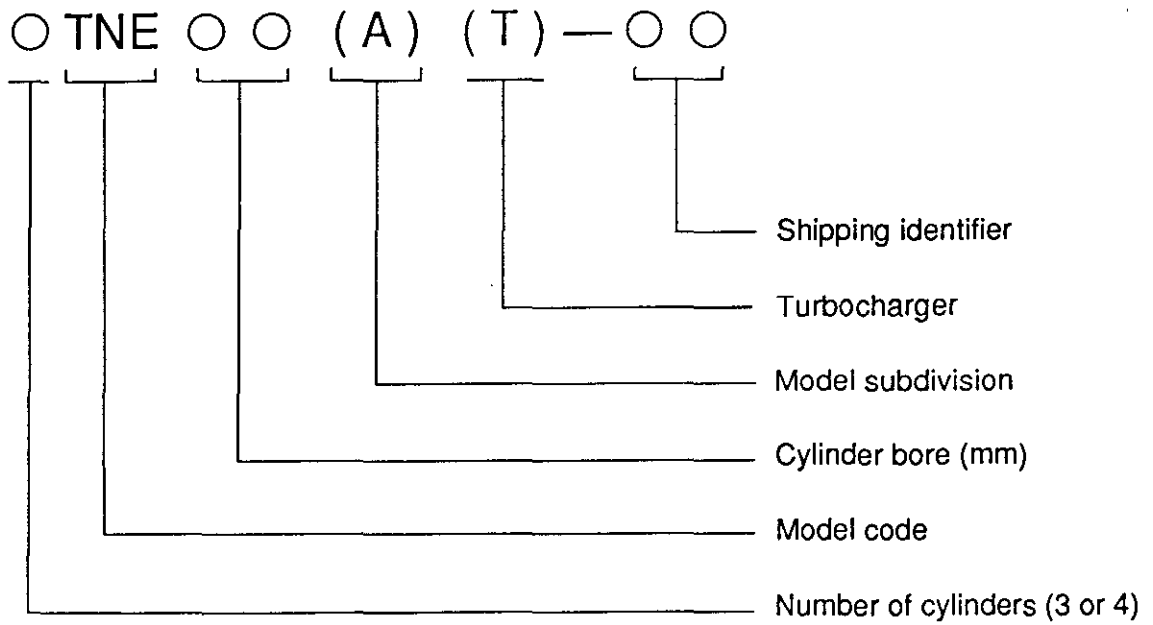 ○ TNE ○ ○ (A) (T) — ○ ○
Shipping identifier
Turbocharger
Model subdivision
Cylinder bore (mm)
Model code
Number of cylinders (3 or 4)